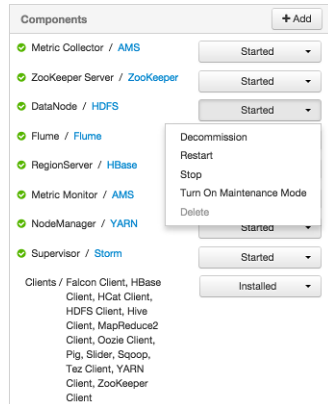 Components + Add
Metric Collector / AMS Started
ZooKeeper Server / ZooKeeper Started
DataNode / HDFS Started
Flume / Flume
Decommission
Restart
RegionServer / HBase
Stop
Metric Monitor / AMS
Turn On Maintenance Mode
Delete
NodeManager / YARN Started
Supervisor / Storm Started
Clients / Falcon Client, HBase Installed
Client, HCat Client,
HDFS Client, Hive
Client, MapReduce2
Client, Oozie Client,
Pig, Slider, Sqoop,
Tez Client, YARN
Client, ZooKeeper
Client